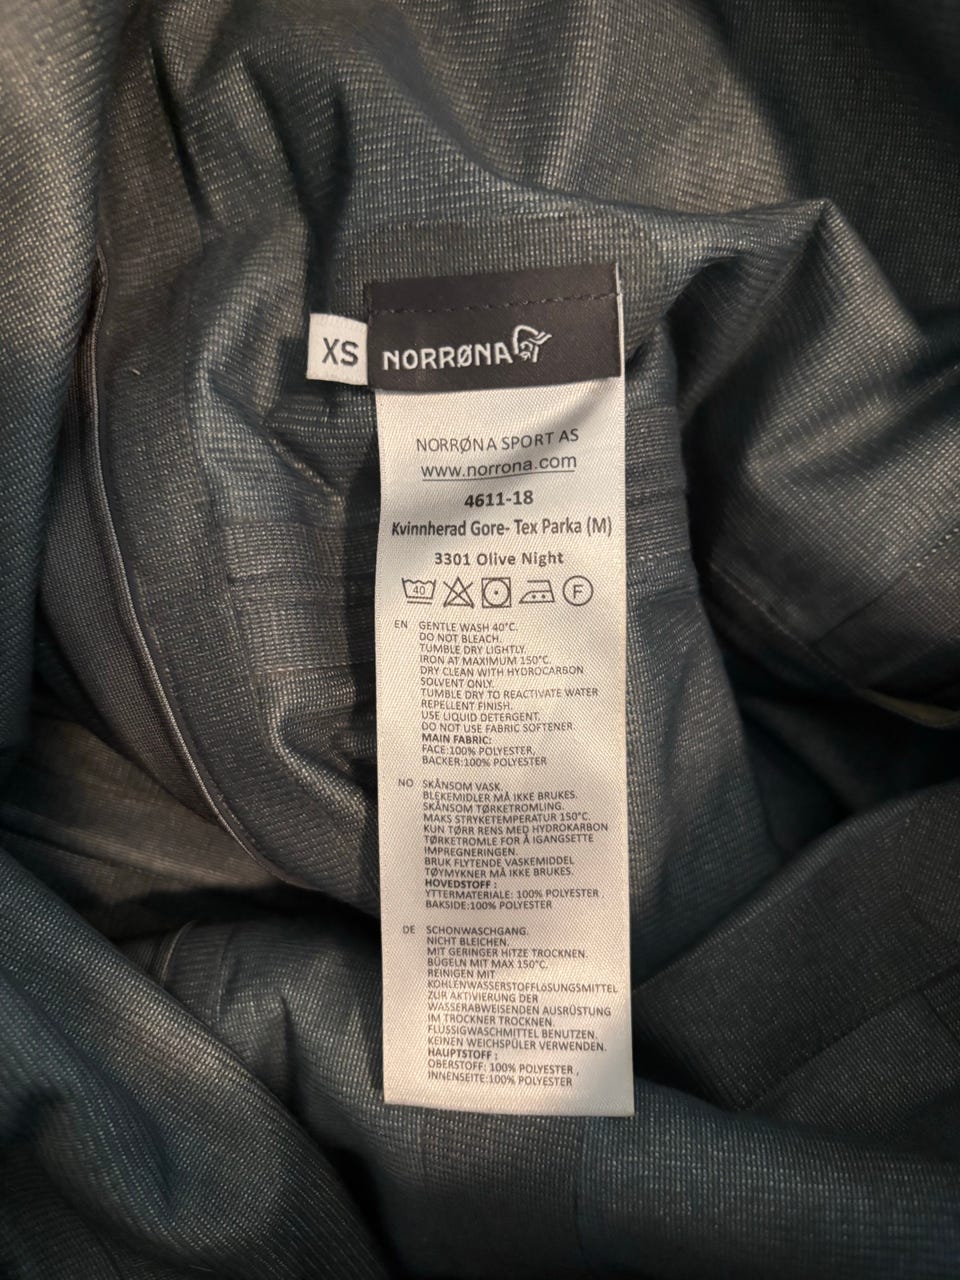 XS
NORRØNA
NORRØNA SPORT AS
www.norrona.com
4611-18
Kvinnherad Gore- Tex Parka (M)
3301 Olive Night
40 F
EN GENTLE WASH 40°C.
DO NOT BLEACH.
TUMBLE DRY LIGHTLY.
IRON AT MAXIMUM 150°C.
DRY CLEAN WITH HYDROCARBON
SOLVENT ONLY.
TUMBLE DRY TO REACTIVATE WATER
REPELLENT FINISH.
USE LIQUID DETERGENT.
DO NOT USE FABRIC SOFTENER.
MAIN FABRIC:
FACE:100% POLYESTER,
BACKER:100% POLYESTER
NO SKÅNSOM VASK.
BLEKEMIDLER MÅ IKKE BRUKES.
SKÅNSOM TØRKETROMLING.
MAKS STRYKETEMPERATUR 150°C.
KUN TØRR RENS MED HYDROKARBON
TØRKETROMLE FOR Å IGANGSETTE
IMPREGNERINGEN.
BRUK FLYTENDE VASKEMIDDEL
TØYMYKNER MÅ IKKE BRUKES.
HOVEDSTOFF :
YTTERMATERIALE: 100% POLYESTER ,
BAKSIDE:100% POLYESTER
DE SCHONWASCHGANG.
NICHT BLEICHEN.
MIT GERINGER HITZE TROCKNEN.
BÜGELN MIT MAX 150°C.
REINIGEN MIT
KOHLENWASSERSTOFFLöSUNGSMITTEL
ZUR AKTIVIERUNG DER
WASSERABWEISENDEN AUSRÜSTUNG
IM TROCKNER TROCKNEN.
FLÜSSIGWASCHMITTEL BENUTZEN.
KEINEN WEICHSPÜLER VERWENDEN.
HAUPTSTOFF :
OBERSTOFF: 100% POLYESTER ,
INNENSEITE:100% POLYESTER